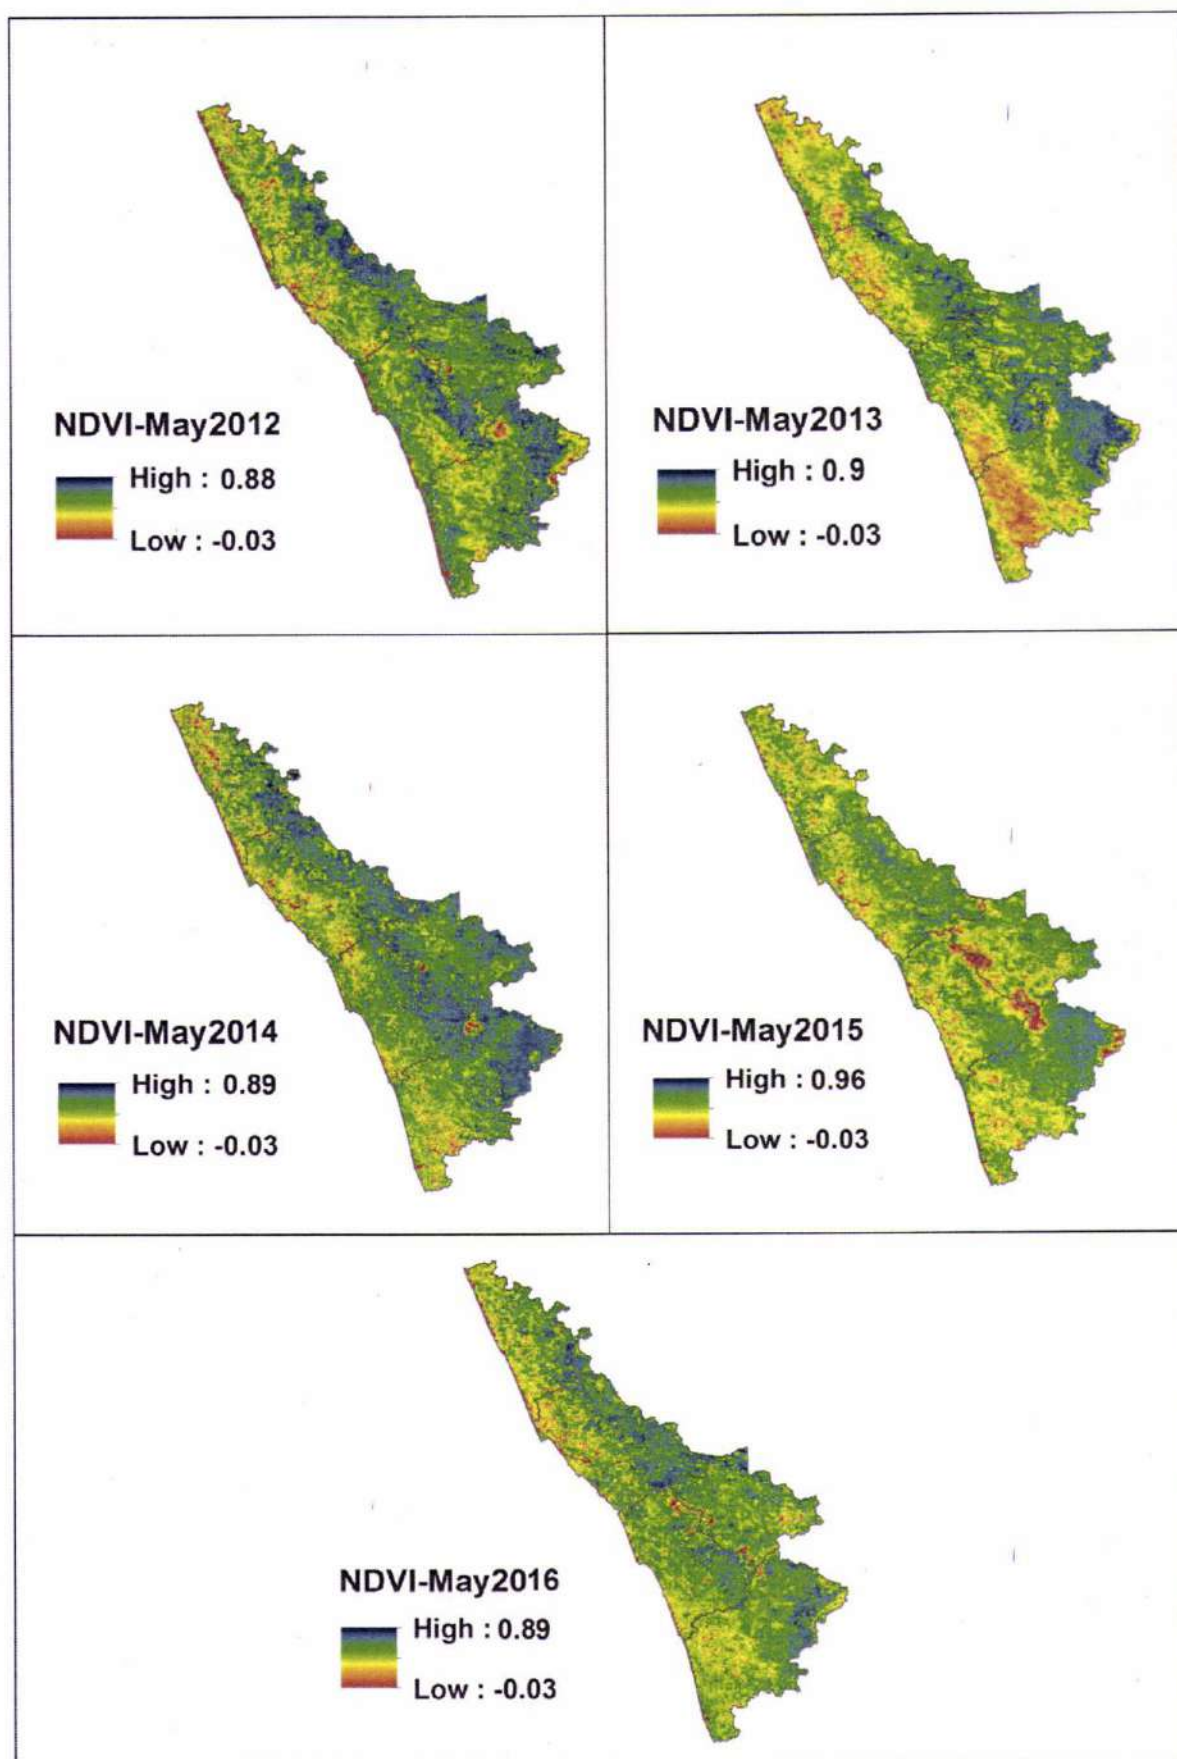 NDVI-May2012
High : 0.88
Low : -0.03
NDVI-May2013
High : 0.9
Low : -0.03
NDVI-May2014
High : 0.89
Low : -0.03
NDVI-May2015
High : 0.96
Low : -0.03
NDVI-May2016
High : 0.89
Low : -0.03